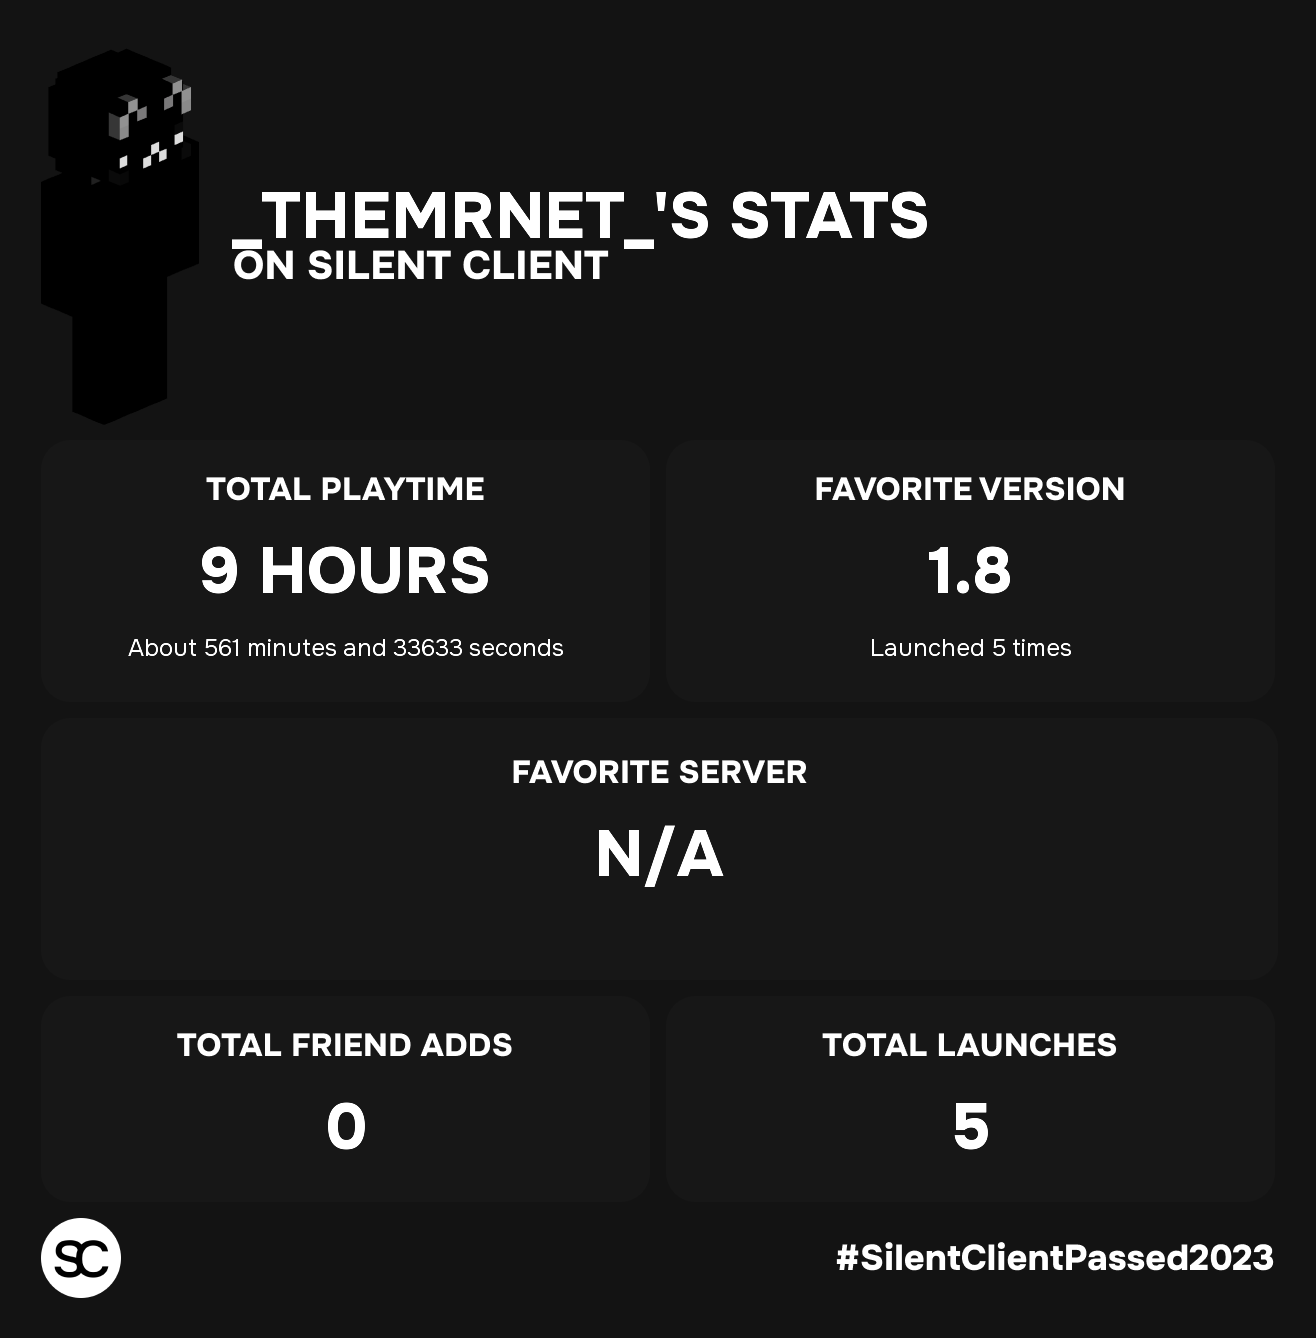 _THEMRNET_'S STATS
ON SILENT CLIENT
TOTAL PLAYTIME
9 HOURS
About 561 minutes and 33633 seconds
FAVORITE VERSION
1.8
Launched 5 times
FAVORITE SERVER
N/A
TOTAL FRIEND ADDS
0
TOTAL LAUNCHES
5
SC
#SilentClientPassed2023